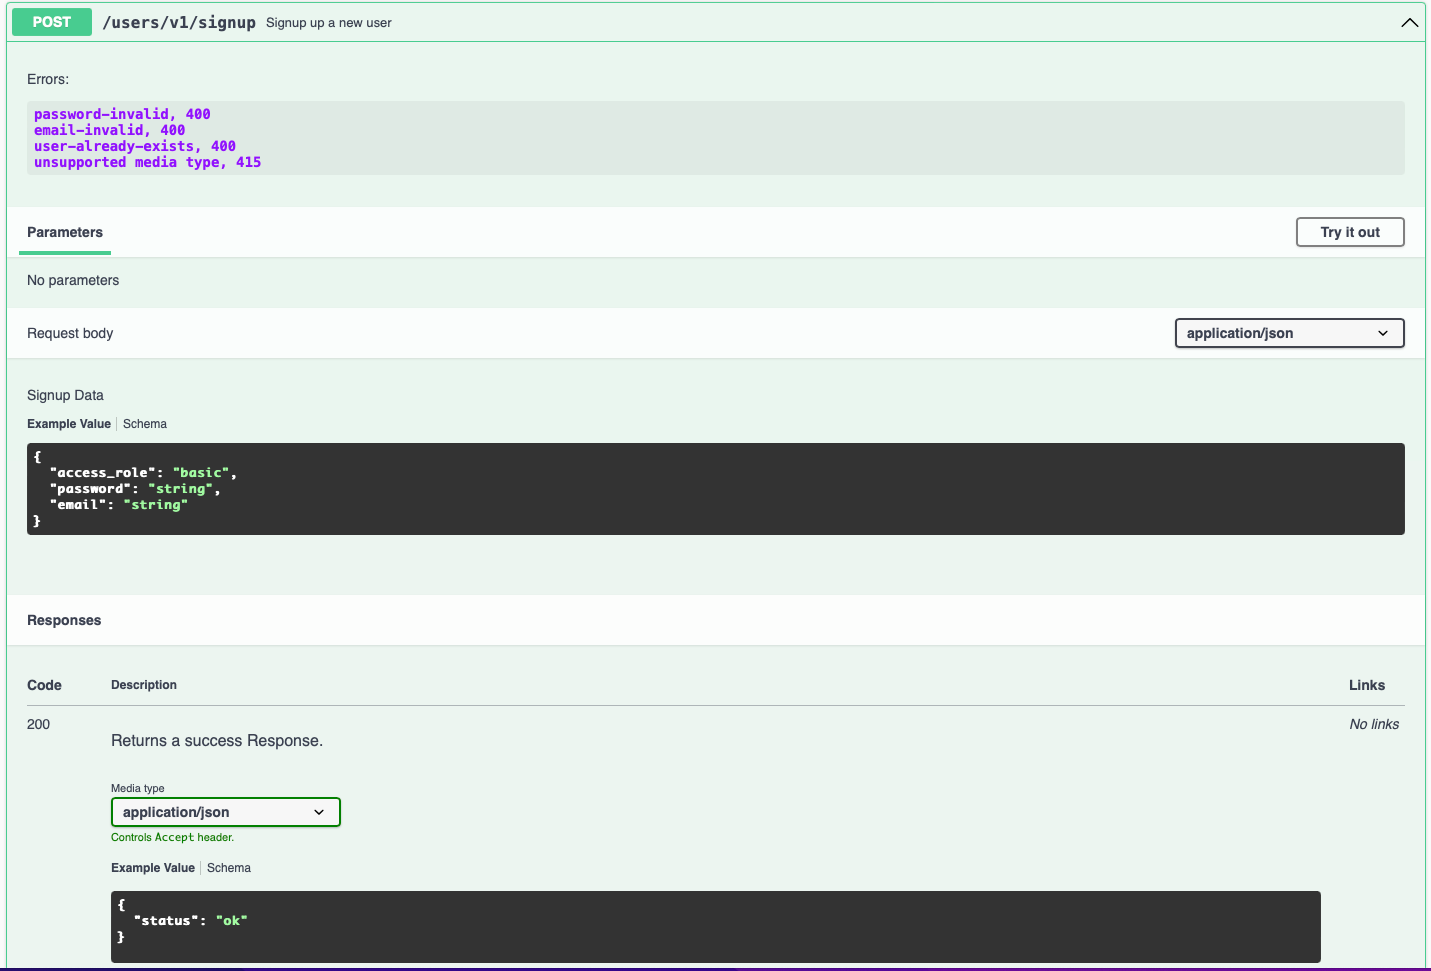 POST /users/v1/signup Signup up a new user
Errors:
password-invalid, 400
email-invalid, 400
user-already-exists, 400
unsupported media type, 415
Parameters Try it out
No parameters
Request body application/json
Signup Data
Example Value Schema
{
"access_role": "basic",
"password": "string",
"email": "string"
}
Responses
Code Description Links
200 No links
Returns a success Response.
Media type
application/json
Controls Accept header.
Example Value Schema
{
"status": "ok"
}